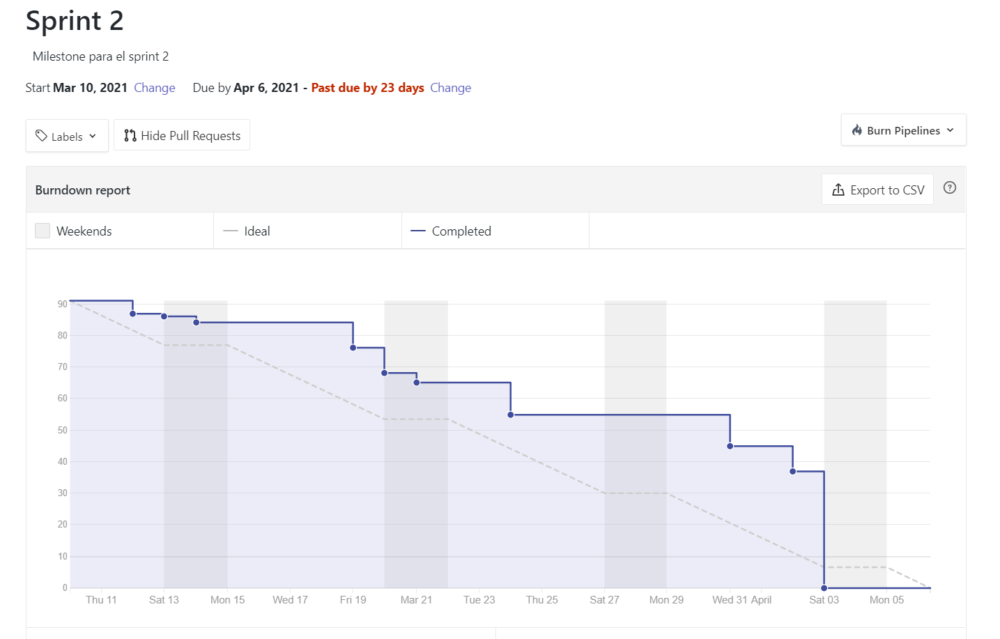 Sprint 2
Milestone para el sprint 2
Start Mar 10, 2021 Change Due by Apr 6, 2021 - Past due by 23 days Change
Labels Hide Pull Requests Burn Pipelines
Burndown report Export to CSV ?
Weekends Ideal Completed
90
80
70
60
50
40
30
20
10
0
Thu 11 Sat 13 Mon 15 Wed 17 Fri 19 Mar 21 Tue 23 Thu 25 Sat 27 Mon 29 Wed 31 April Sat 03 Mon 05